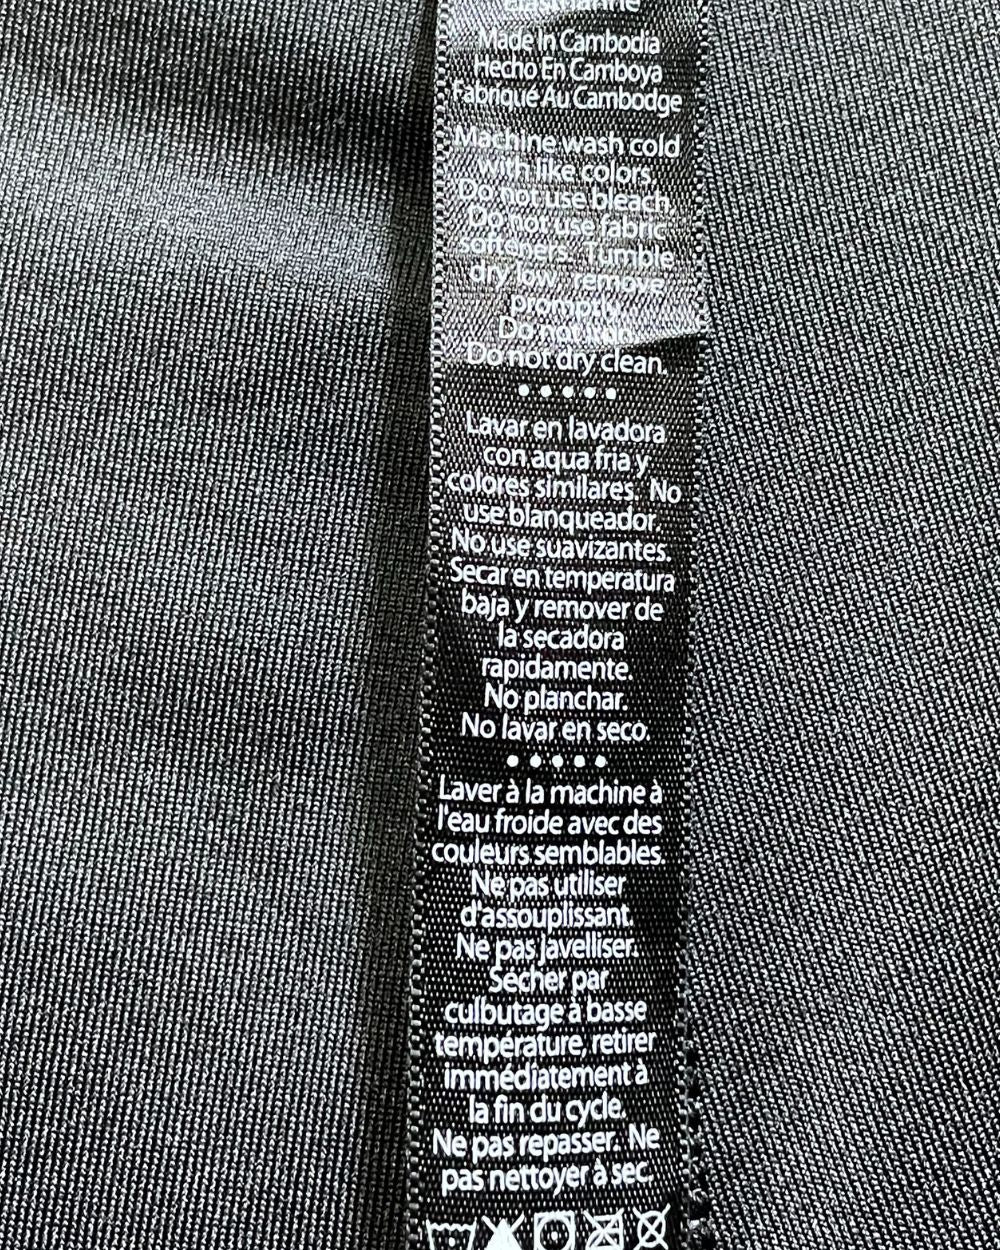 Elasthanne
Made In Cambodia
Hecho En Camboya
Fabriqué Au Cambodge
Machine wash cold
with like colors.
Do not use bleach.
Do not use fabric
softeners. Tumble
dry low, remove
promptly.
Do not iron.
Do not dry clean.
Lavar en lavadora
con aqua fria y
colores similares. No
use blanqueador.
No use suavizantes.
Secar en temperatura
baja y remover de
la secadora
rapidamente.
No planchar.
No lavar en seco.
Laver à la machine à
l'eau froide avec des
couleurs semblables.
Ne pas utiliser
d'assouplissant.
Ne pas Javelliser.
Sécher par
culbutage à basse
température, retirer
immédiatement à
la fin du cycle.
Ne pas repasser. Ne
pas nettoyer à sec.